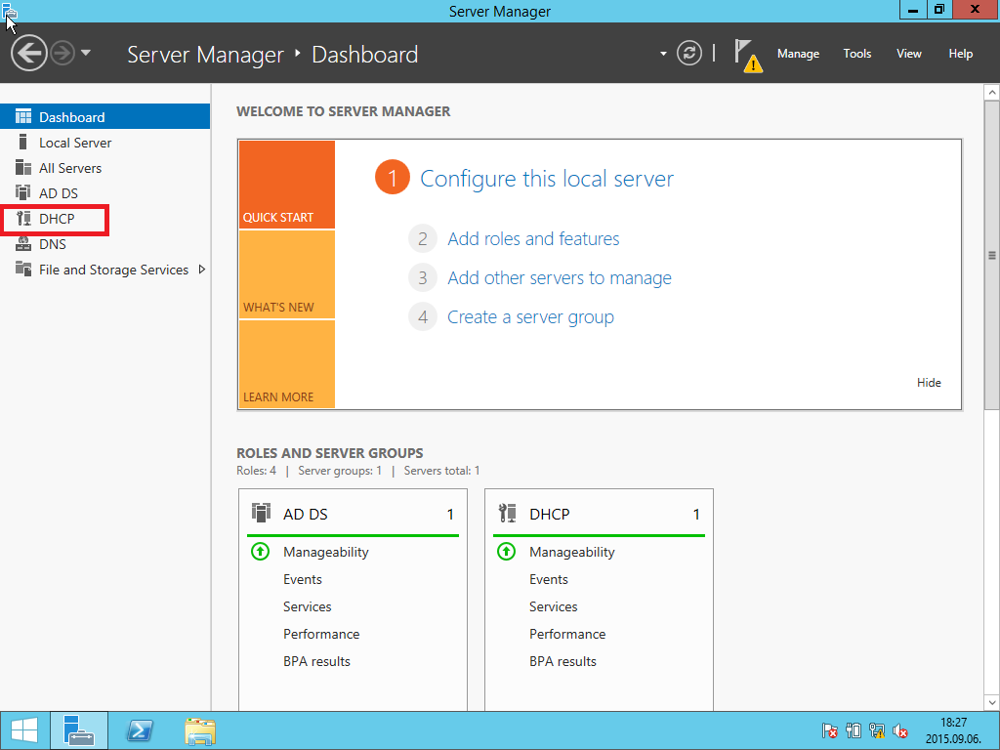 Server Manager
Server Manager ‣ Dashboard
Manage Tools View Help
Dashboard
Local Server
All Servers
AD DS
DHCP
DNS
File and Storage Services
WELCOME TO SERVER MANAGER
QUICK START
WHAT'S NEW
LEARN MORE
1 Configure this local server
2 Add roles and features
3 Add other servers to manage
4 Create a server group
Hide
ROLES AND SERVER GROUPS
Roles: 4 | Server groups: 1 | Servers total: 1
AD DS 1
Manageability
Events
Services
Performance
BPA results
DHCP 1
Manageability
Events
Services
Performance
BPA results
18:27
2015.09.06.